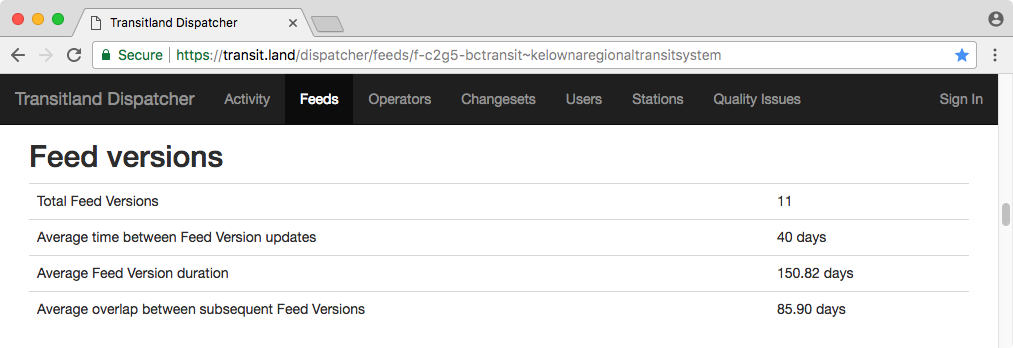 Transitland Dispatcher
Secure https://transit.land/dispatcher/feeds/f-c2g5-bctransit~kelownaregionaltransitsystem
Transitland Dispatcher Activity Feeds Operators Changesets Users Stations Quality Issues Sign In
Feed versions
Total Feed Versions 11
Average time between Feed Version updates 40 days
Average Feed Version duration 150.82 days
Average overlap between subsequent Feed Versions 85.90 days